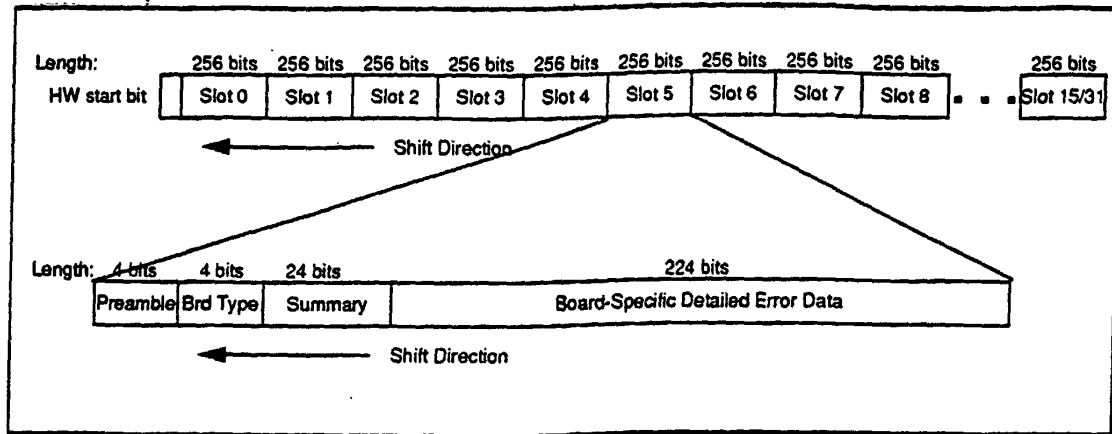 Length: 256 bits 256 bits 256 bits 256 bits 256 bits 256 bits 256 bits 256 bits 256 bits 256 bits
HW start bit Slot 0 Slot 1 Slot 2 Slot 3 Slot 4 Slot 5 Slot 6 Slot 7 Slot 8 Slot 15/31
Shift Direction
Length: 4 bits 4 bits 24 bits 224 bits
Preamble Brd Type Summary Board-Specific Detailed Error Data
Shift Direction